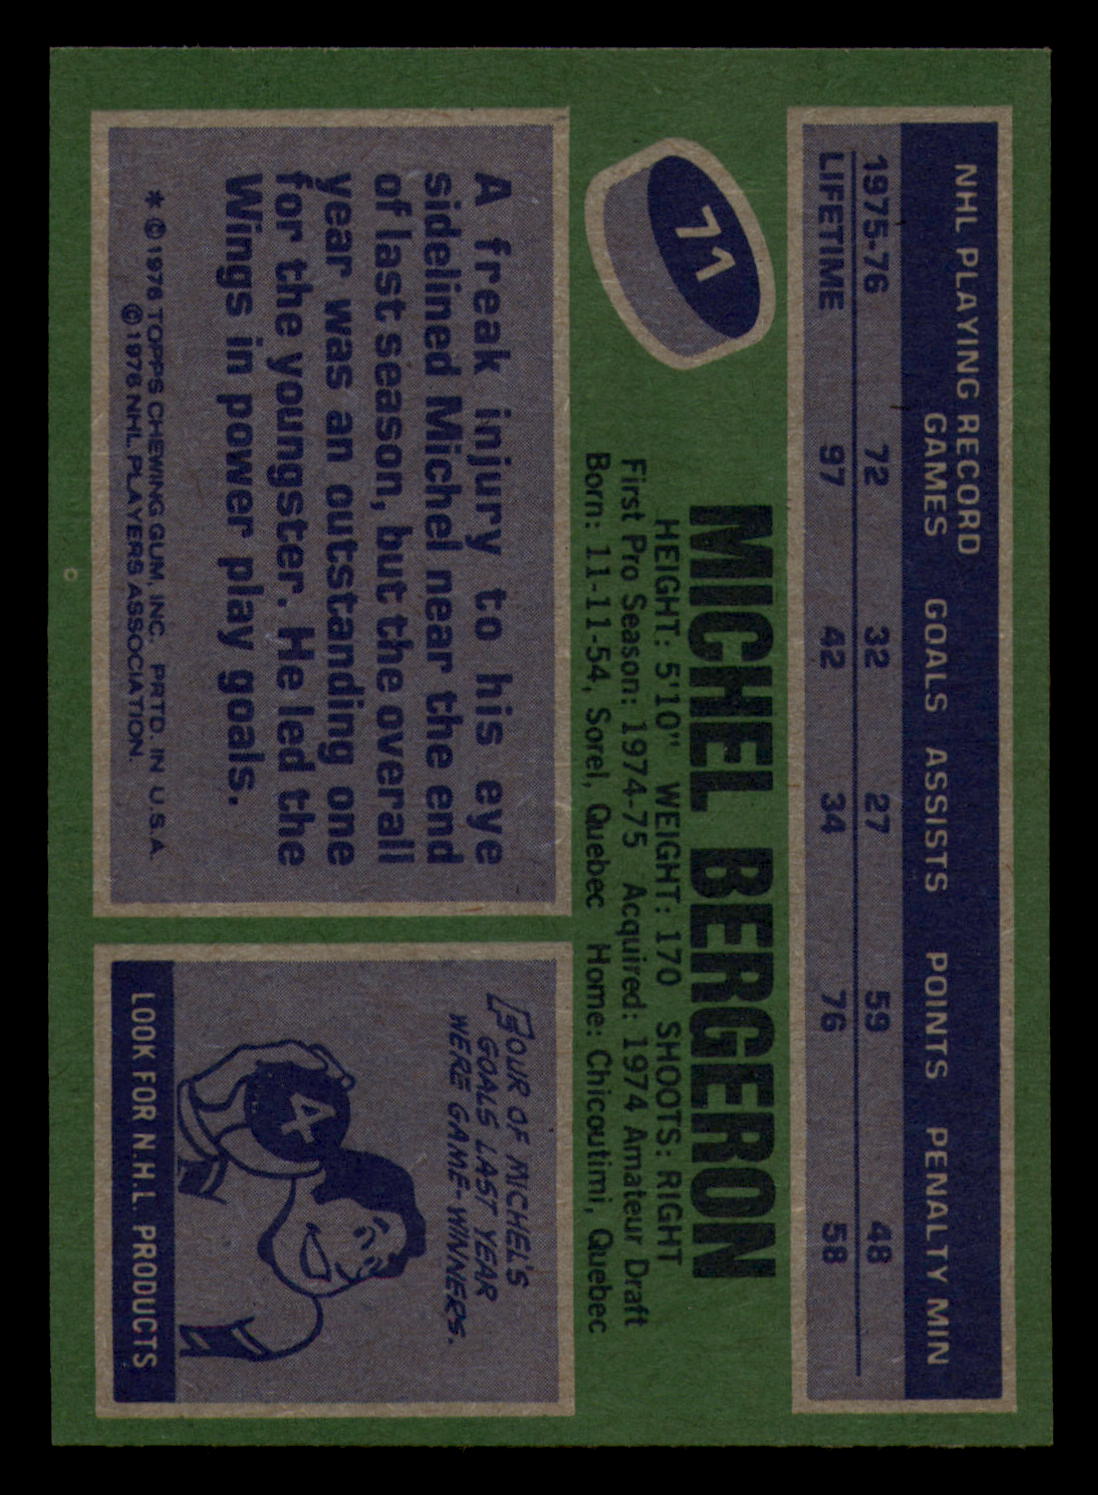 NHL PLAYING RECORD
GAMES GOALS ASSISTS POINTS PENALTY MIN
1975-76 72 32 27 59 48
LIFETIME 97 42 34 76 58
71
MICHEL BERGERON
HEIGHT: 5'10" WEIGHT: 170 SHOOTS: RIGHT
First Pro Season: 1974-75 Acquired: 1974 Amateur Draft
Born: 11-11-54, Sorel, Quebec Home: Chicoutimi, Quebec
A freak injury to his eye
sidelined Michel near the end
of last season, but the overall
year was an outstanding one
for the youngster. He led the
Wings in power play goals.
* © 1976 TOPPS CHEWING GUM, INC. PRTD. IN U.S.A.
© 1976 NHL PLAYERS ASSOCIATION.
FOUR OF MICHEL'S
GOALS LAST YEAR
WERE GAME-WINNERS.
4
LOOK FOR N.H.L. PRODUCTS